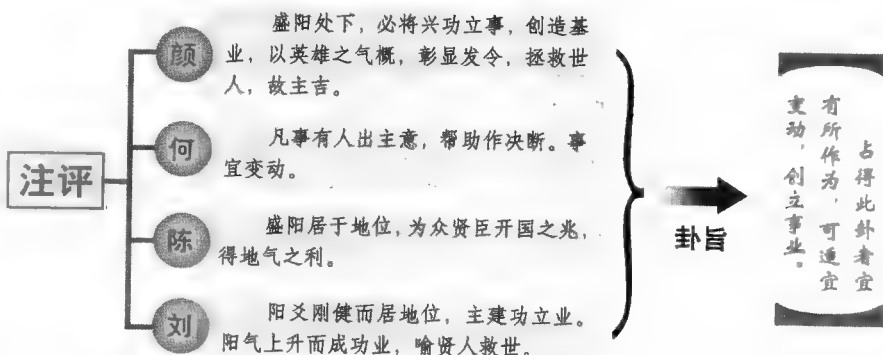 注评
颜
盛阳处下，必将兴功立事，创造基
业，以英雄之气概，彰显发令，拯救世
人，故主吉。
何
凡事有人出主意，帮助作决断。事
宜变动。
陈
盛阳居于地位，为众贤臣开国之兆，
得地气之利。
刘
阳爻刚健而居地位，主建功立业。
阳气上升而成功业，喻贤人救世。
卦旨
占得此卦者宜
有所作为，可适宜
变动，创立事业。